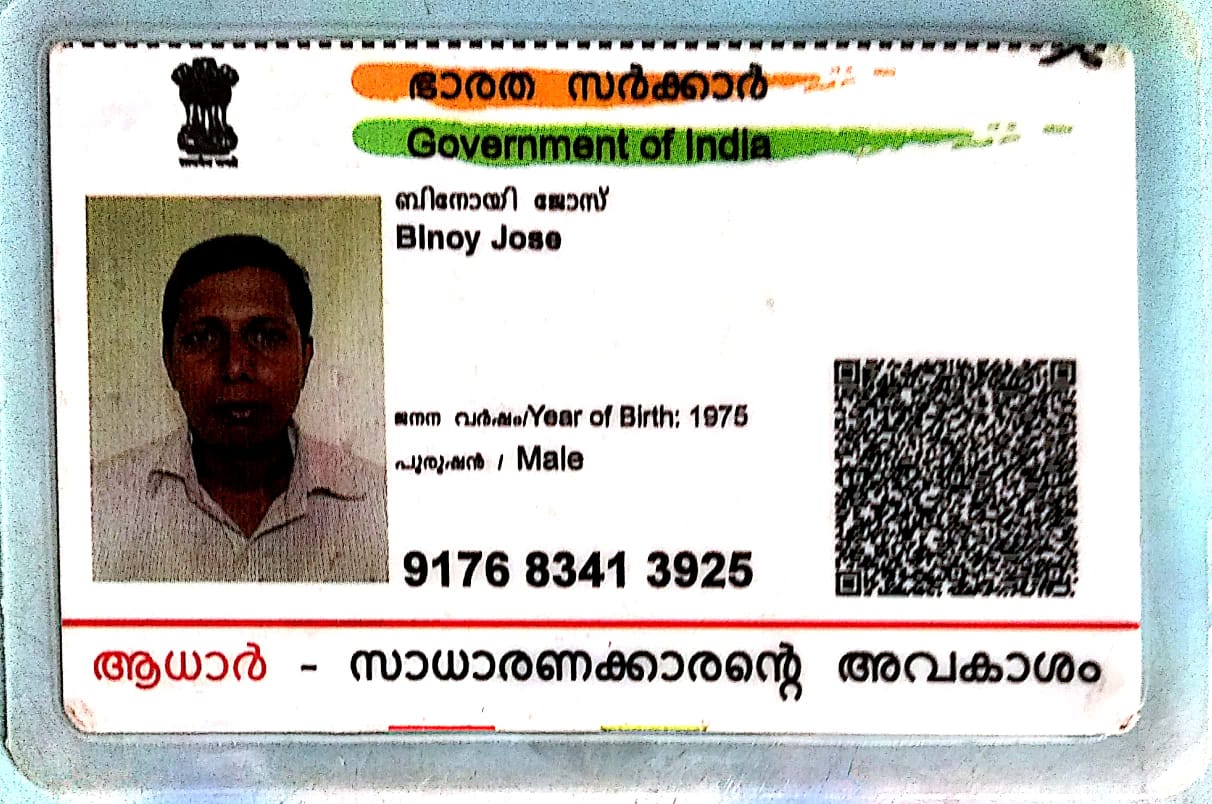 ഭാരത സർക്കാർ
Government of India
ബിനോയി ജോസ്
Binoy Jose
ജനന വർഷം/Year of Birth: 1975
പുരുഷൻ / Male
9176 8341 3925
ആധാർ - സാധാരണക്കാരന്റെ അവകാശം